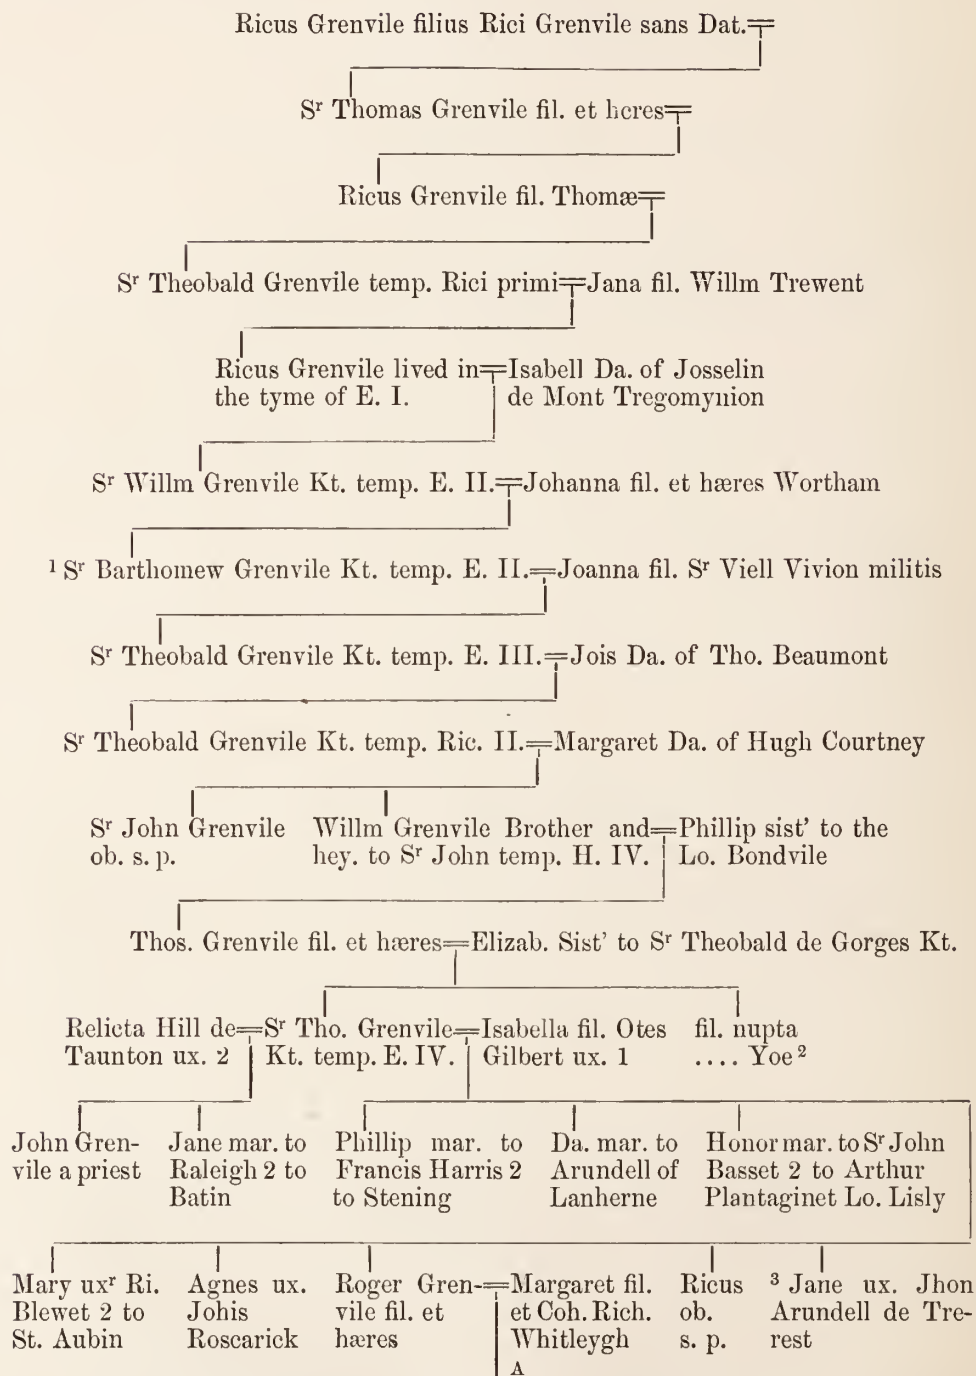 Ricus Grenvile filius Rici Grenvile sans Dat.
Sr Thomas Grenvile fil. et heres
Ricus Grenvile fil. Thomæ
Sr Theobald Grenvile temp. Rici primi Jana fil. Willm Trewent
Ricus Grenvile lived in Isabell Da. of Josselin
the tyme of E. I. de Mont Tregomynion
Sr Willm Grenvile Kt. temp. E. II. Johanna fil. et hæres Wortham
1 Sr Barthomew Grenvile Kt. temp. E. II. Joanna fil. Sr Viell Vivion militis
Sr Theobald Grenvile Kt. temp. E. III. Jois Da. of Tho. Beaumont
Sr Theobald Grenvile Kt. temp. Ric. II. Margaret Da. of Hugh Courtney
Sr John Grenvile
ob. s. p.
Willm Grenvile Brother and
hey. to Sr John temp. H. IV.
Phillip sist' to the
Lo. Bondvile
Thos. Grenvile fil. et hæres Elizab. Sist' to Sr Theobald de Gorges Kt.
Relicta Hill de
Taunton ux. 2
Sr Tho. Grenvile
Kt. temp. E. IV.
Isabella fil. Otes
Gilbert ux. 1
fil. nupta
.... Yoe 2
John Gren-
vile a priest
Jane mar. to
Raleigh 2 to
Batin
Phillip mar. to
Francis Harris 2
to Stening
Da. mar. to
Arundell of
Lanherne
Honor mar. to Sr John
Basset 2 to Arthur
Plantaginet Lo. Lisly
Mary uxr Ri.
Blewet 2 to
St. Aubin
Agnes ux.
Johis
Roscarick
Roger Gren-
vile fil. et
hæres
Margaret fil.
et Coh. Rich.
Whitleygh
A
Ricus
ob.
s. p.
3 Jane ux. Jhon
Arundell de Tre-
rest